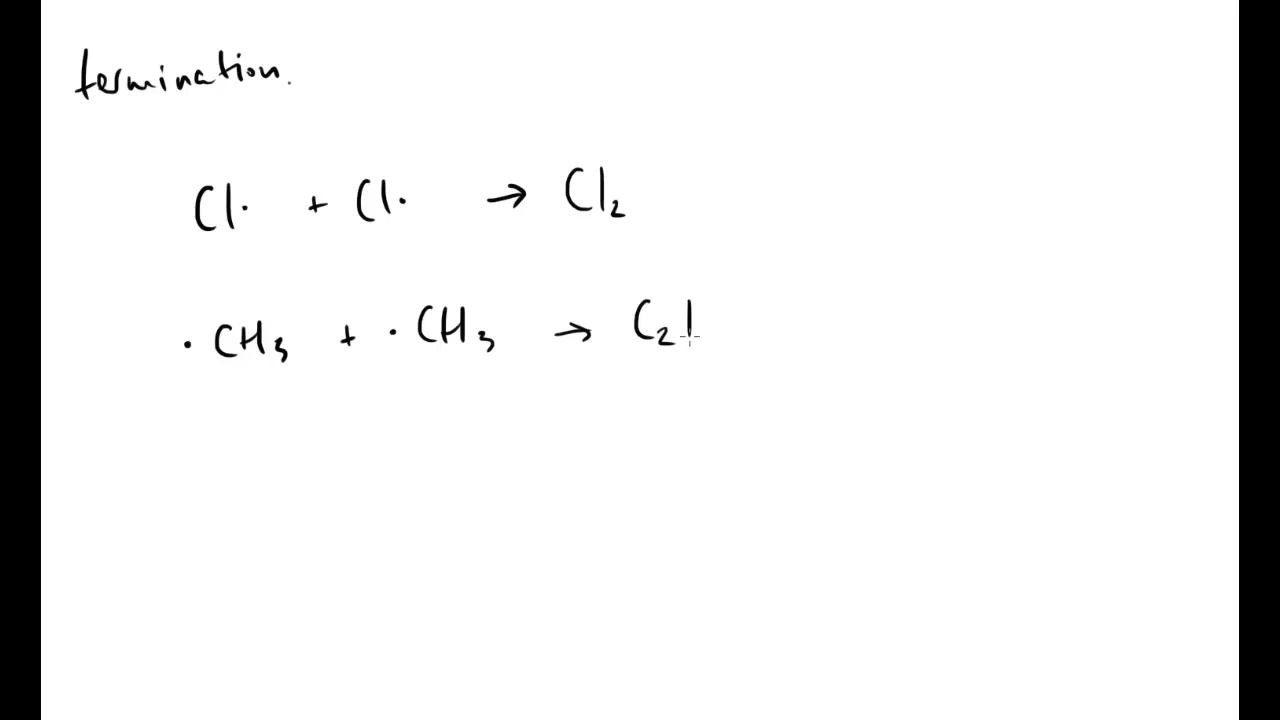 termination.
Cl· + Cl· → Cl₂
·CH₃ + ·CH₃ → C₂